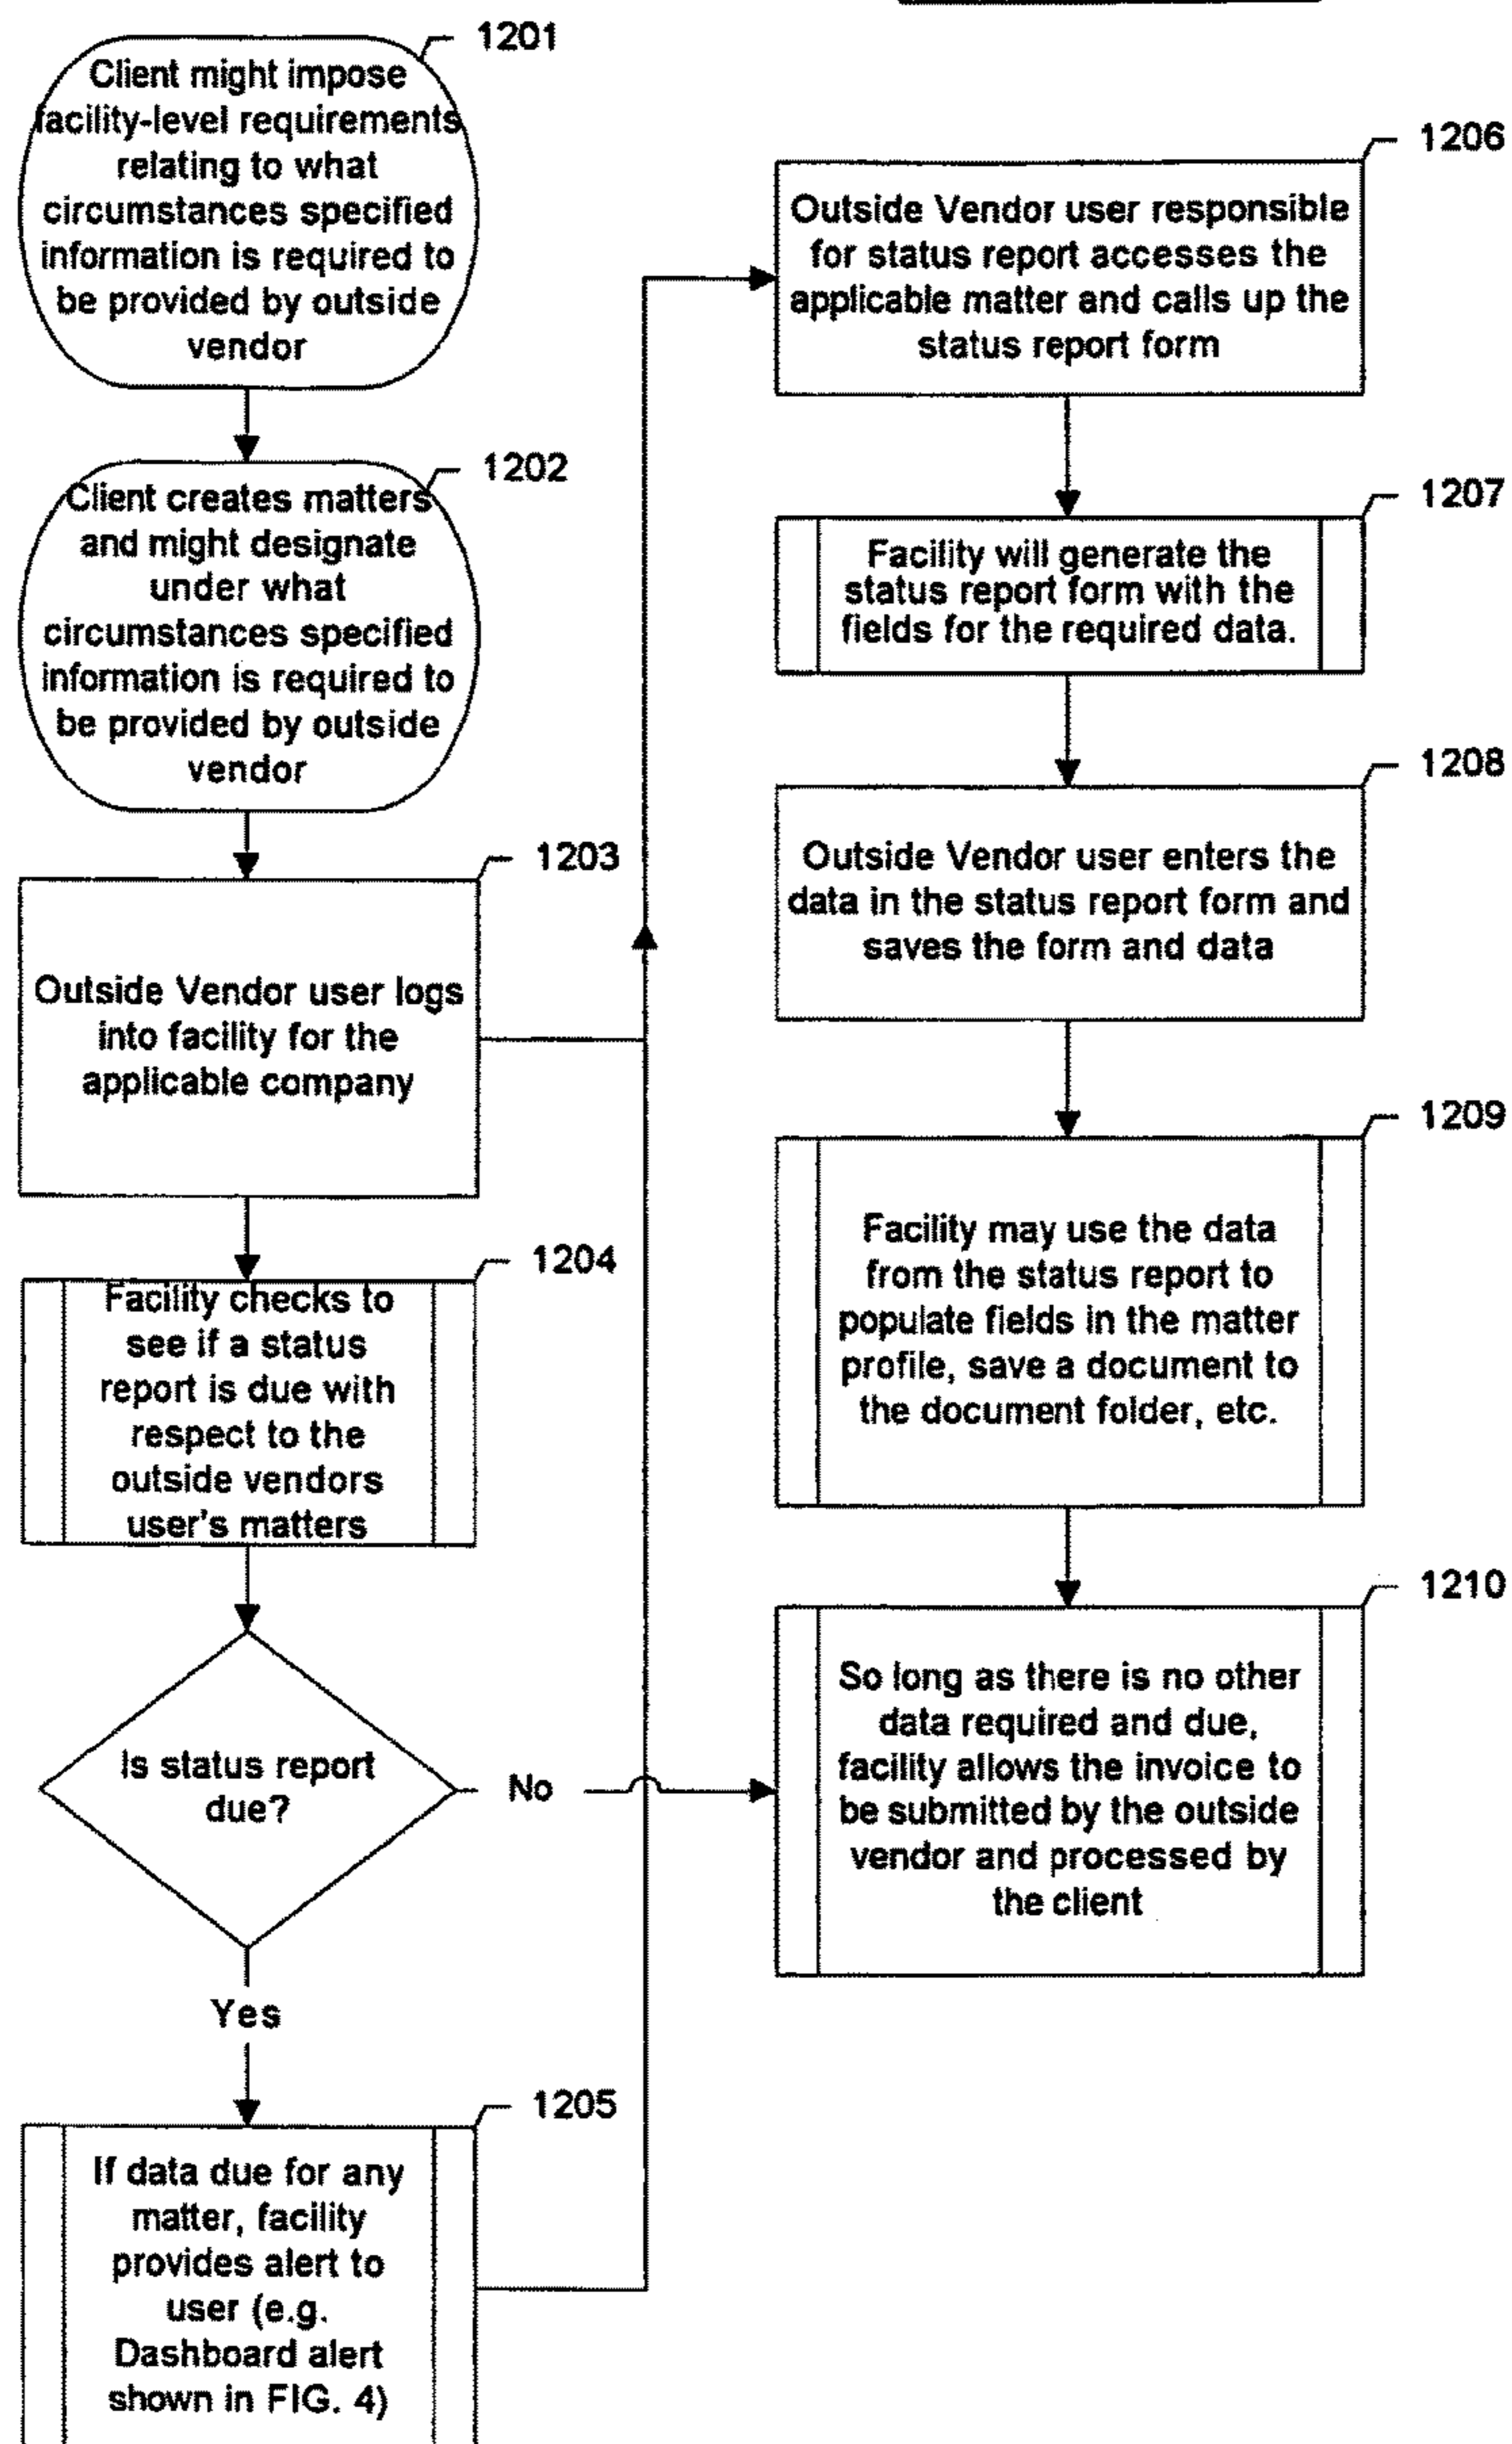 1201
Client might impose
facility-level requirements
relating to what
circumstances specified
information is required to
be provided by outside
vendor
1202
Client creates matters
and might designate
under what
circumstances specified
information is required to
be provided by outside
vendor
1203
Outside Vendor user logs
into facility for the
applicable company
1204
Facility checks to
see if a status
report is due with
respect to the
outside vendors
user's matters
Is status report
due?
No
Yes
1205
If data due for any
matter, facility
provides alert to
user (e.g.
Dashboard alert
shown in FIG. 4)
1206
Outside Vendor user responsible
for status report accesses the
applicable matter and calls up the
status report form
1207
Facility will generate the
status report form with the
fields for the required data.
1208
Outside Vendor user enters the
data in the status report form and
saves the form and data
1209
Facility may use the data
from the status report to
populate fields in the matter
profile, save a document to
the document folder, etc.
1210
So long as there is no other
data required and due,
facility allows the invoice to
be submitted by the outside
vendor and processed by
the client